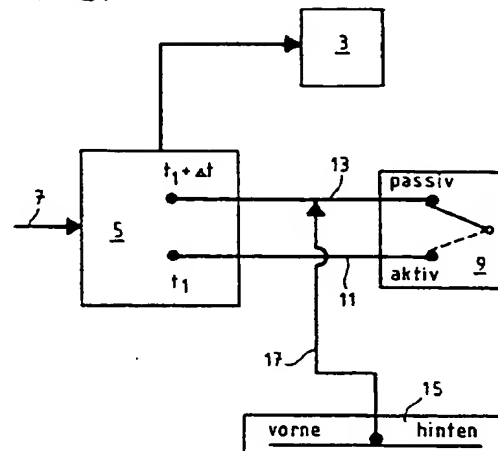 3
t₁ + Δt
13
7
5
passiv
t₁
aktiv
9
11
17
15
vorne hinten